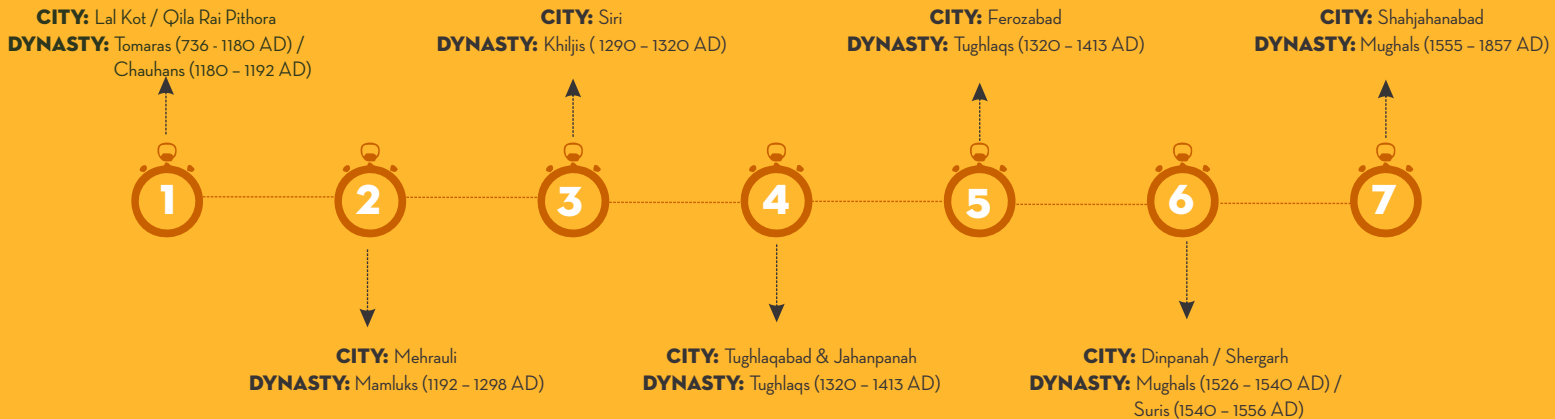 CITY: Lal Kot / Qila Rai Pithora
DYNASTY: Tomaras (736 - 1180 AD) /
Chauhans (1180 – 1192 AD)
CITY: Siri
DYNASTY: Khiljis ( 1290 – 1320 AD)
CITY: Ferozabad
DYNASTY: Tughlaqs (1320 – 1413 AD)
CITY: Shahjahanabad
DYNASTY: Mughals (1555 – 1857 AD)
1
2
3
4
5
6
7
CITY: Mehrauli
DYNASTY: Mamluks (1192 – 1298 AD)
CITY: Tughlaqabad & Jahanpanah
DYNASTY: Tughlaqs (1320 – 1413 AD)
CITY: Dinpanah / Shergarh
DYNASTY: Mughals (1526 – 1540 AD) /
Suris (1540 – 1556 AD)